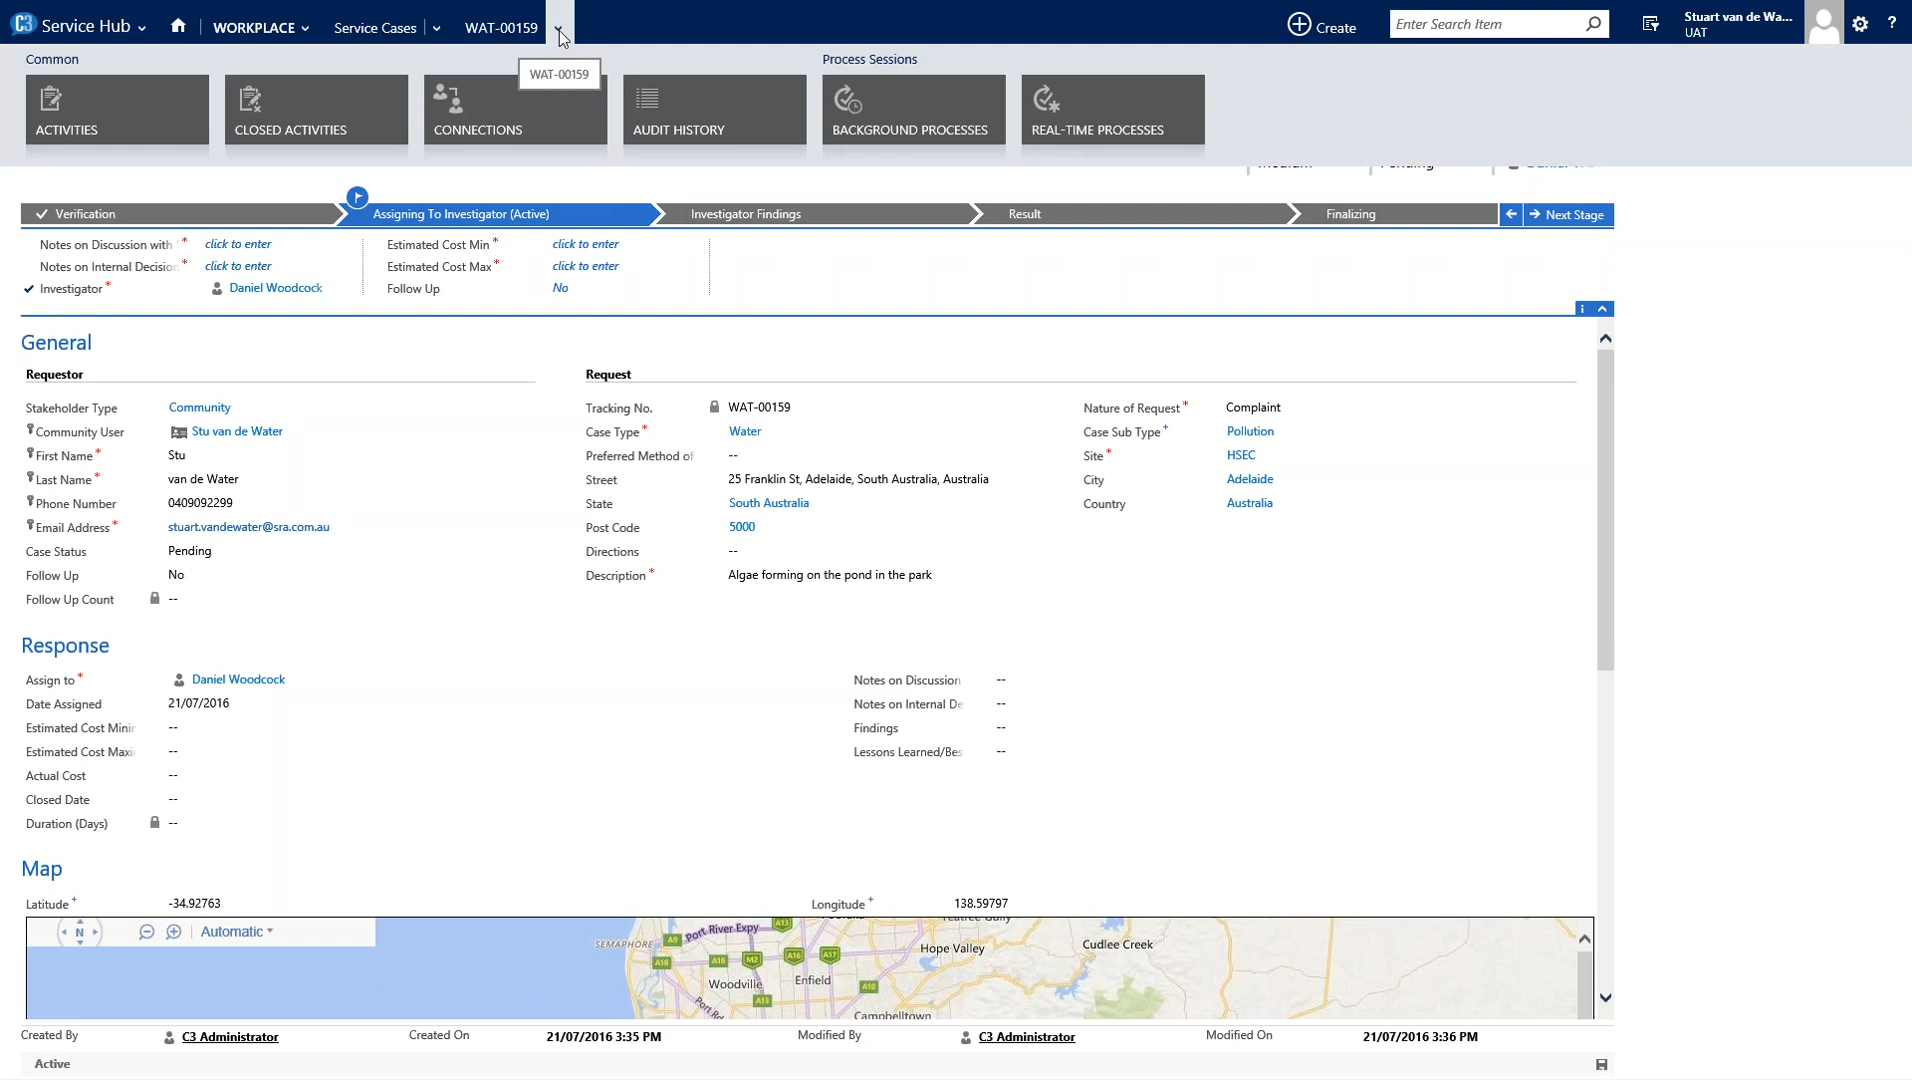 C3 Service Hub WORKPLACE Service Cases WAT-00159 Create Enter Search Item Stuart van de Wa... ?
UAT
Common Process Sessions
WAT-00159
ACTIVITIES CLOSED ACTIVITIES CONNECTIONS AUDIT HISTORY BACKGROUND PROCESSES REAL-TIME PROCESSES
Verification Assigning To Investigator (Active) Investigator Findings Result Finalizing Next Stage
Notes on Discussion with * click to enter Estimated Cost Min * click to enter
Notes on Internal Decision * click to enter Estimated Cost Max * click to enter
Investigator * Daniel Woodcock Follow Up No
i
General
Requestor Request
Stakeholder Type Community Tracking No. WAT-00159 Nature of Request * Complaint
Community User Stu van de Water Case Type * Water Case Sub Type + Pollution
First Name * Stu Preferred Method of -- Site * HSEC
Last Name * van de Water Street 25 Franklin St, Adelaide, South Australia, Australia City Adelaide
Phone Number 0409092299 State South Australia Country Australia
Email Address * stuart.vandewater@sra.com.au Post Code 5000
Case Status Pending Directions --
Follow Up No Description * Algae forming on the pond in the park
Follow Up Count --
Response
Assign to * Daniel Woodcock Notes on Discussion --
Date Assigned 21/07/2016 Notes on Internal De --
Estimated Cost Minir -- Findings --
Estimated Cost Maxi -- Lessons Learned/Bes --
Actual Cost --
Closed Date --
Duration (Days) --
Map
Latitude + -34.92763 Longitude + 138.59797
N Automatic SEMAPHORE A9 Port River Expy A13 Hope Valley Cudlee Creek
A16 A16 M2 A16 A17
Woodville Enfield A10
Port Rd A13 Campbelltown
Created By C3 Administrator Created On 21/07/2016 3:35 PM Modified By C3 Administrator Modified On 21/07/2016 3:36 PM
Active